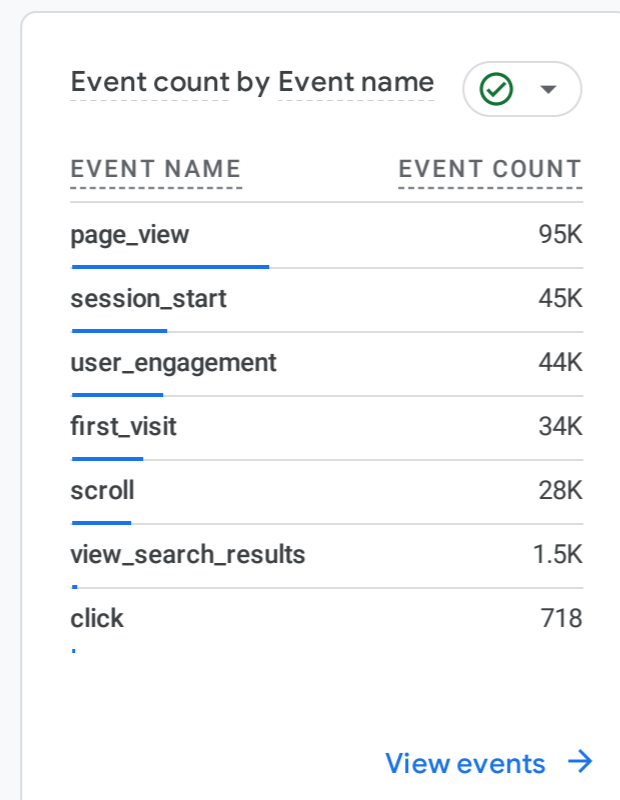 Event count by Event name
EVENT NAME EVENT COUNT
page_view 95K
session_start 45K
user_engagement 44K
first_visit 34K
scroll 28K
view_search_results 1.5K
click 718
View events